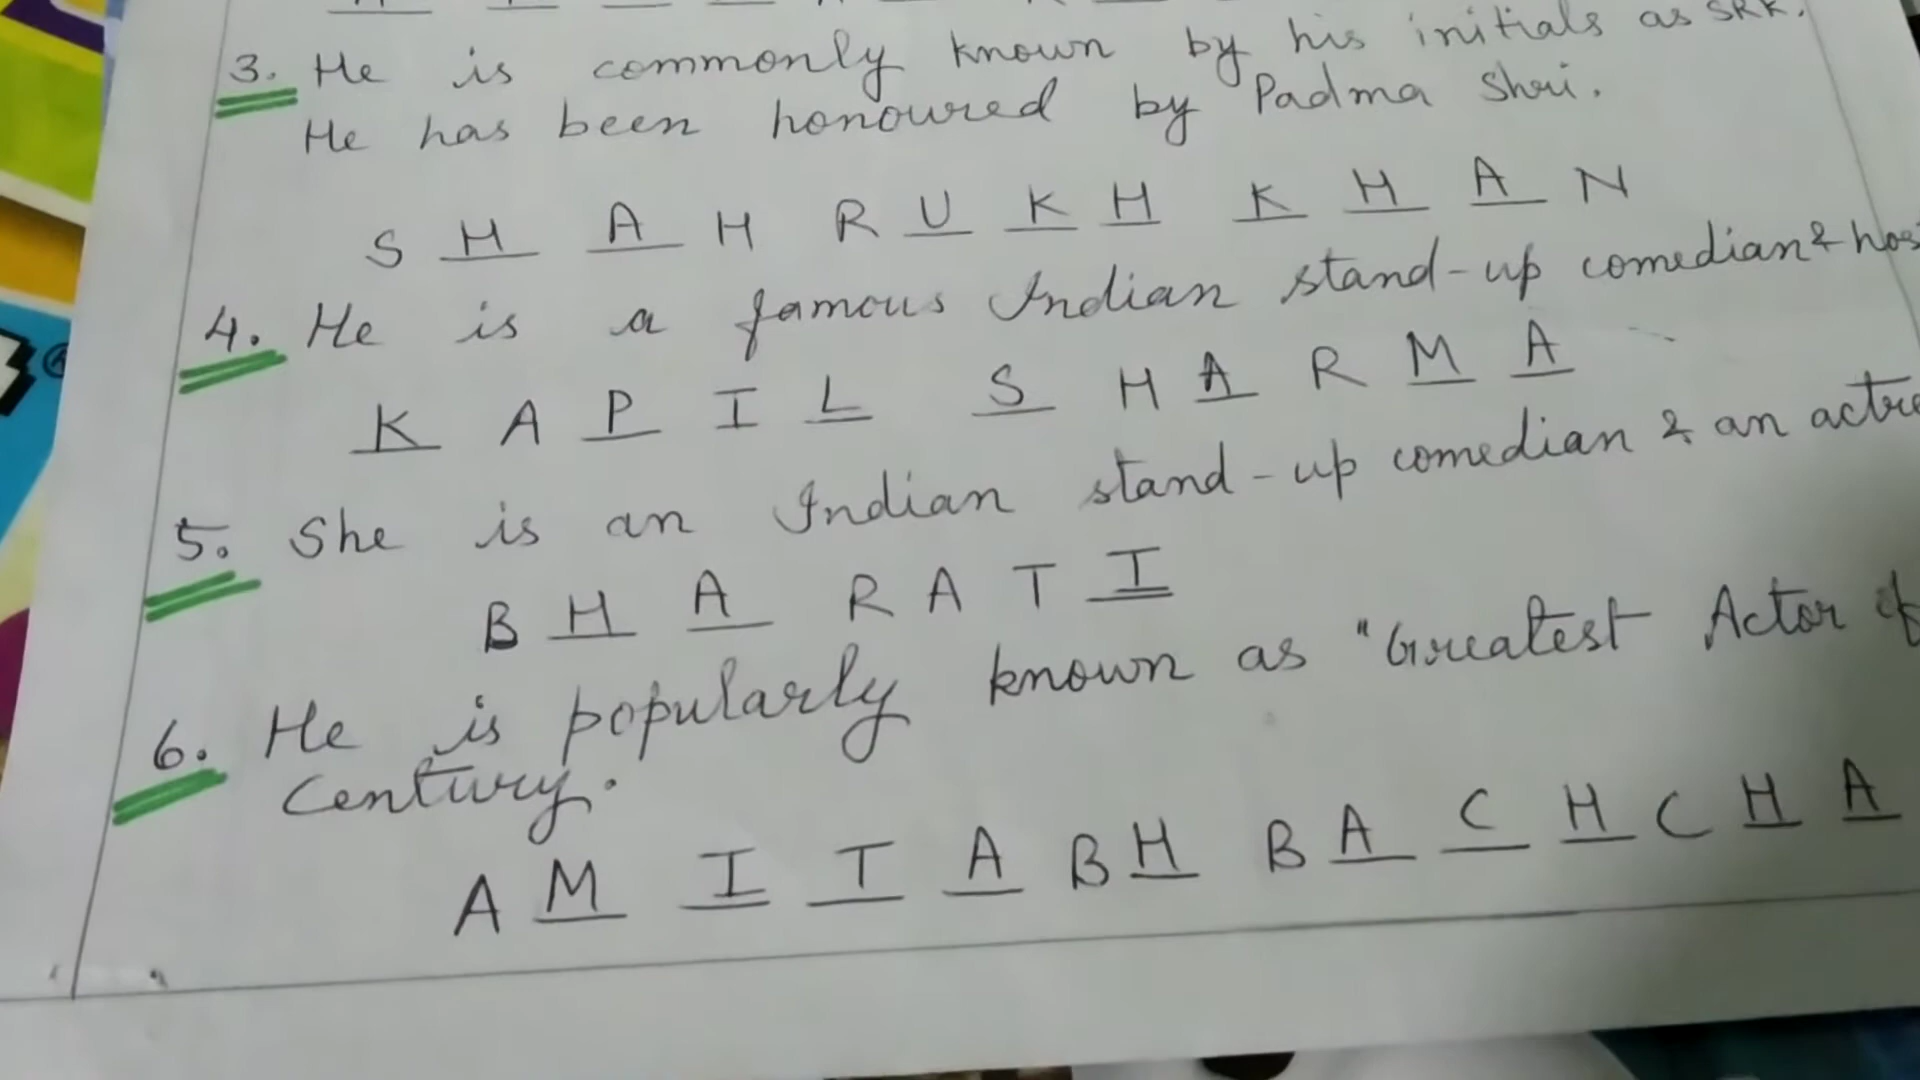 3. He is commonly known by his initials as SRK.
He has been honoured by Padma Shri.
S H A H R U K H K H A N
4. He is a famous Indian stand-up comedian & hos
K A P I L S H A R M A
5. She is an Indian stand-up comedian & an actre
B H A R A T I
6. He is popularly known as "Greatest Actor of
Century.
A M I T A B H B A C H C H A